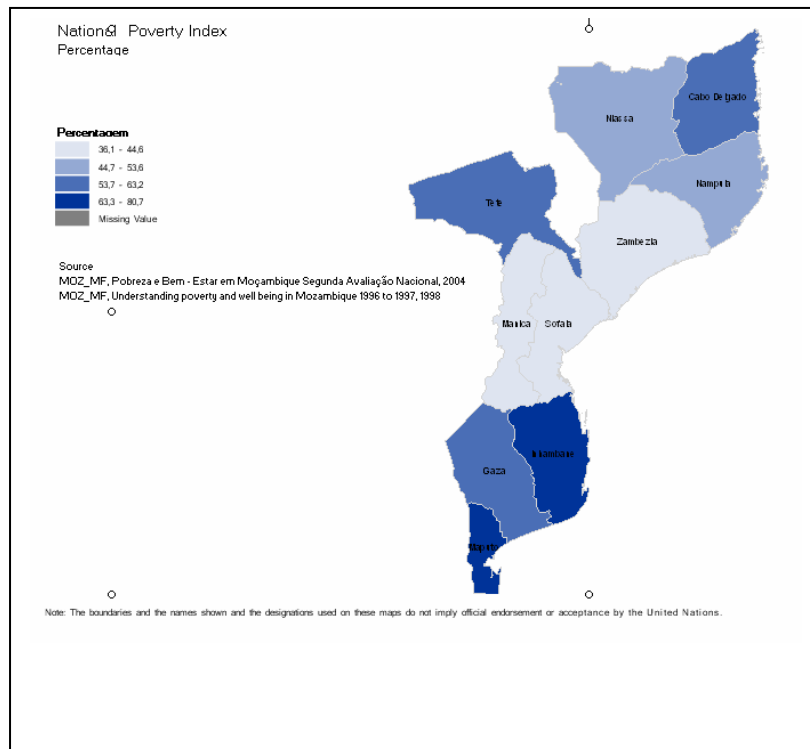 National Poverty Index
Percentage
Percentagem
36,1 - 44,6
44,7 - 53,6
53,7 - 63,2
63,3 - 80,7
Missing Value
Source
MOZ_MF, Pobreza e Bem - Estar em Moçambique Segunda Avaliação Nacional, 2004
MOZ_MF, Understanding poverty and well being in Mozambique 1996 to 1997, 1998
Cabo Delgado
Niassa
Nampula
Tete
Zambezia
Manica
Sofala
Inhambane
Gaza
Maputo
Note: The boundaries and the names shown and the designations used on these maps do not imply official endorsement or acceptance by the United Nations.